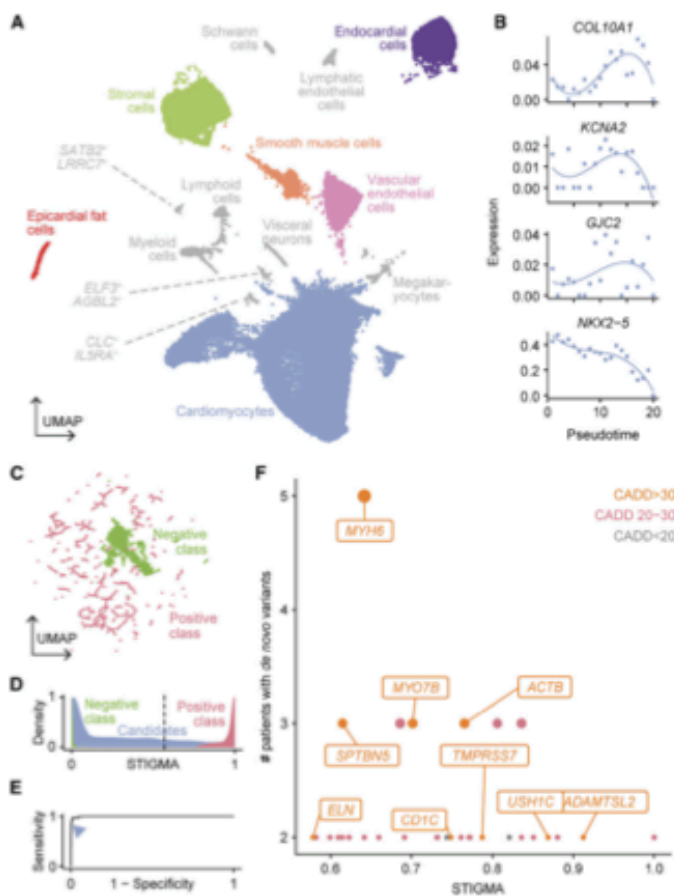 A
Schwann
cells
Endocardial
cells
Lymphatic
endothelial
cells
Stromal
cells
Smooth muscle cells
SATB2⁺
LRRC7⁺
Lymphoid
cells
Vascular
endothelial
cells
Epicardial fat
cells
Myeloid
cells
Visceral
neurons
ELF3⁺
AGBL2⁺
Megakar-
yocytes
CLC⁺
IL5RA⁺
Cardiomyocytes
UMAP
B
COL10A1
0.04
0.00
KCNA2
0.02
0.01
0.00
GJC2
0.04
0.02
0.00
NKX2−5
0.4
0.2
0.0
0 10 20
Expression
Pseudotime
C
Negative
class
Positive
class
UMAP
D
Negative
class
Positive
class
Candidates
Density
1
0
0 1
STIGMA
E
Sensitivity
1
0
0 1
1 − Specificity
F
CADD>30
CADD 20−30
CADD<20
# patients with de novo variants
5
4
3
2
MYH6
MYO7B
ACTB
SPTBN5
TMPRSS7
ELN
CD1C
USH1C
ADAMTSL2
0.6 0.7 0.8 0.9 1.0
STIGMA